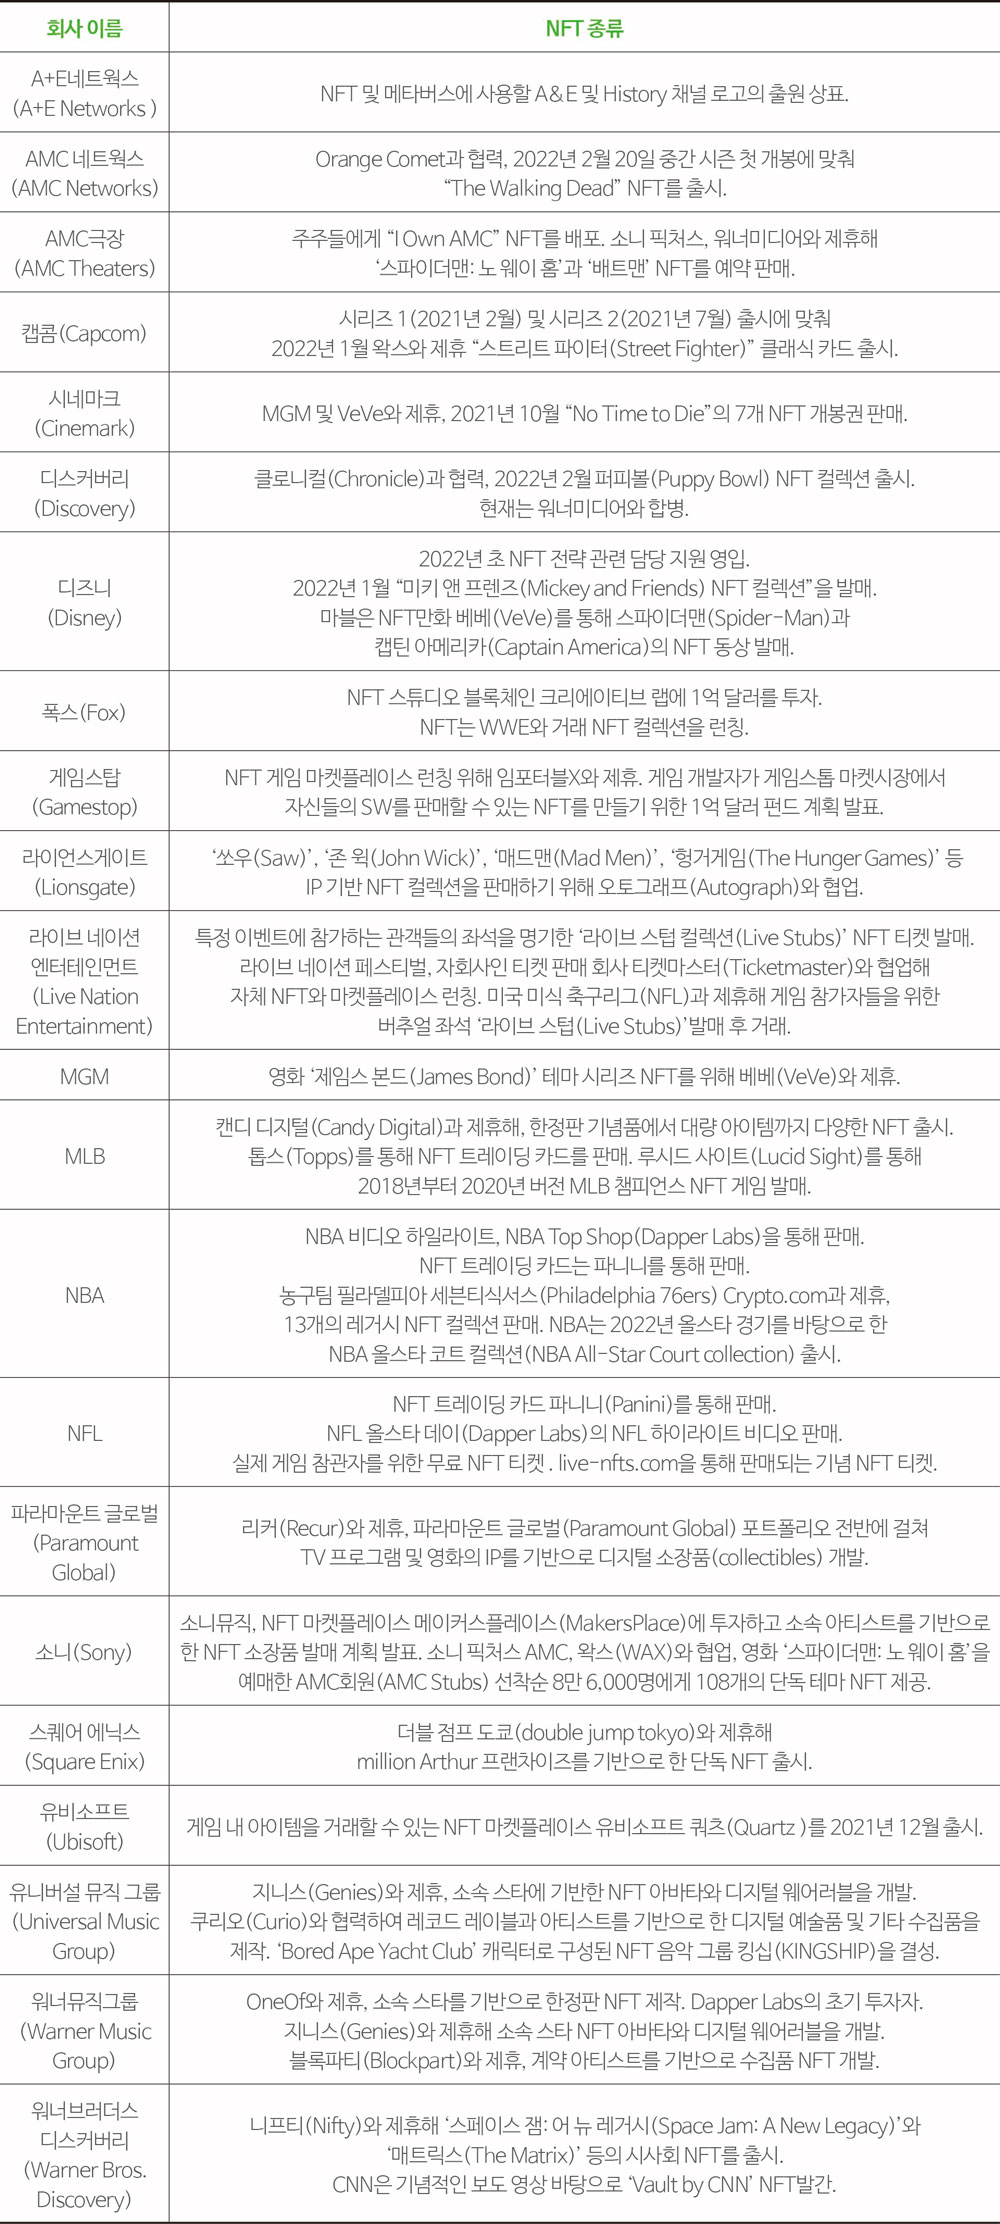 회사 이름
NFT 종류
A+E네트웍스
(A+E Networks )
NFT 및 메타버스에 사용할 A&E 및 History 채널 로고의 출원 상표.
AMC 네트웍스
(AMC Networks)
Orange Comet과 협력, 2022년 2월 20일 중간 시즌 첫 개봉에 맞춰
“The Walking Dead” NFT를 출시.
AMC극장
(AMC Theaters)
주주들에게 “I Own AMC” NFT를 배포. 소니 픽처스, 워너미디어와 제휴해
‘스파이더맨: 노 웨이 홈’과 ‘배트맨’ NFT를 예약 판매.
캡콤(Capcom)
시리즈 1(2021년 2월) 및 시리즈 2(2021년 7월) 출시에 맞춰
2022년 1월 왁스와 제휴 “스트리트 파이터(Street Fighter)” 클래식 카드 출시.
시네마크
(Cinemark)
MGM 및 VeVe와 제휴, 2021년 10월 “No Time to Die”의 7개 NFT 개봉권 판매.
디스커버리
(Discovery)
클로니컬(Chronicle)과 협력, 2022년 2월 퍼피볼(Puppy Bowl) NFT 컬렉션 출시.
현재는 워너미디어와 합병.
디즈니
(Disney)
2022년 초 NFT 전략 관련 담당 지원 영입.
2022년 1월 “미키 앤 프렌즈(Mickey and Friends) NFT 컬렉션”을 발매.
마블은 NFT만화 베베(VeVe)를 통해 스파이더맨(Spider-Man)과
캡틴 아메리카(Captain America)의 NFT 동상 발매.
폭스(Fox)
NFT 스튜디오 블록체인 크리에이티브 랩에 1억 달러를 투자.
NFT는 WWE와 거래 NFT 컬렉션을 런칭.
게임스탑
(Gamestop)
NFT 게임 마켓플레이스 런칭 위해 임포터블X와 제휴. 게임 개발자가 게임스톱 마켓시장에서
자신들의 SW를 판매할 수 있는 NFT를 만들기 위한 1억 달러 펀드 계획 발표.
라이언스게이트
(Lionsgate)
‘쏘우(Saw)’, ‘존 윅(John Wick)’, ‘매드맨(Mad Men)’, ‘헝거게임(The Hunger Games)’ 등
IP 기반 NFT 컬렉션을 판매하기 위해 오토그래프(Autograph)와 협업.
라이브 네이션
엔터테인먼트
(Live Nation
Entertainment)
특정 이벤트에 참가하는 관객들의 좌석을 명기한 ‘라이브 스텁 컬렉션(Live Stubs)’ NFT 티켓 발매.
라이브 네이션 페스티벌, 자회사인 티켓 판매 회사 티켓마스터(Ticketmaster)와 협업해
자체 NFT와 마켓플레이스 런칭. 미국 미식 축구리그(NFL)과 제휴해 게임 참가자들을 위한
버추얼 좌석 ‘라이브 스텁(Live Stubs)’발매 후 거래.
MGM
영화 ‘제임스 본드(James Bond)’ 테마 시리즈 NFT를 위해 베베(VeVe)와 제휴.
MLB
캔디 디지털(Candy Digital)과 제휴해, 한정판 기념품에서 대량 아이템까지 다양한 NFT 출시.
톱스(Topps)를 통해 NFT 트레이딩 카드를 판매. 루시드 사이트(Lucid Sight)를 통해
2018년부터 2020년 버전 MLB 챔피언스 NFT 게임 발매.
NBA
NBA 비디오 하일라이트, NBA Top Shop(Dapper Labs)을 통해 판매.
NFT 트레이딩 카드는 파니니를 통해 판매.
농구팀 필라델피아 세븐티식서스(Philadelphia 76ers) Crypto.com과 제휴,
13개의 레거시 NFT 컬렉션 판매. NBA는 2022년 올스타 경기를 바탕으로 한
NBA 올스타 코트 컬렉션(NBA All-Star Court collection) 출시.
NFL
NFT 트레이딩 카드 파니니(Panini)를 통해 판매.
NFL 올스타 데이(Dapper Labs)의 NFL 하이라이트 비디오 판매.
실제 게임 참관자를 위한 무료 NFT 티켓 . live-nfts.com을 통해 판매되는 기념 NFT 티켓.
파라마운트 글로벌
(Paramount
Global)
리커(Recur)와 제휴, 파라마운트 글로벌(Paramount Global) 포트폴리오 전반에 걸쳐
TV 프로그램 및 영화의 IP를 기반으로 디지털 소장품(collectibles) 개발.
소니(Sony)
소니뮤직, NFT 마켓플레이스 메이커스플레이스(MakersPlace)에 투자하고 소속 아티스트를 기반으로
한 NFT 소장품 발매 계획 발표. 소니 픽처스 AMC, 왁스(WAX)와 협업, 영화 ‘스파이더맨: 노 웨이 홈’을
예매한 AMC회원(AMC Stubs) 선착순 8만 6,000명에게 108개의 단독 테마 NFT 제공.
스퀘어 에닉스
(Square Enix)
더블 점프 도쿄(double jump tokyo)와 제휴해
million Arthur 프랜차이즈를 기반으로 한 단독 NFT 출시.
유비소프트
(Ubisoft)
게임 내 아이템을 거래할 수 있는 NFT 마켓플레이스 유비소프트 쿼츠(Quartz )를 2021년 12월 출시.
유니버설 뮤직 그룹
(Universal Music
Group)
지니스(Genies)와 제휴, 소속 스타에 기반한 NFT 아바타와 디지털 웨어러블을 개발.
쿠리오(Curio)와 협력하여 레코드 레이블과 아티스트를 기반으로 한 디지털 예술품 및 기타 수집품을
제작. ‘Bored Ape Yacht Club’ 캐릭터로 구성된 NFT 음악 그룹 킹십(KINGSHIP)을 결성.
워너뮤직그룹
(Warner Music
Group)
OneOf와 제휴, 소속 스타를 기반으로 한정판 NFT 제작. Dapper Labs의 초기 투자자.
지니스(Genies)와 제휴해 소속 스타 NFT 아바타와 디지털 웨어러블을 개발.
블록파티(Blockpart)와 제휴, 계약 아티스트를 기반으로 수집품 NFT 개발.
워너브러더스
디스커버리
(Warner Bros.
Discovery)
니프티(Nifty)와 제휴해 ‘스페이스 잼: 어 뉴 레거시(Space Jam: A New Legacy)’와
‘매트릭스(The Matrix)’ 등의 시사회 NFT를 출시.
CNN은 기념적인 보도 영상 바탕으로 ‘Vault by CNN’ NFT발간.